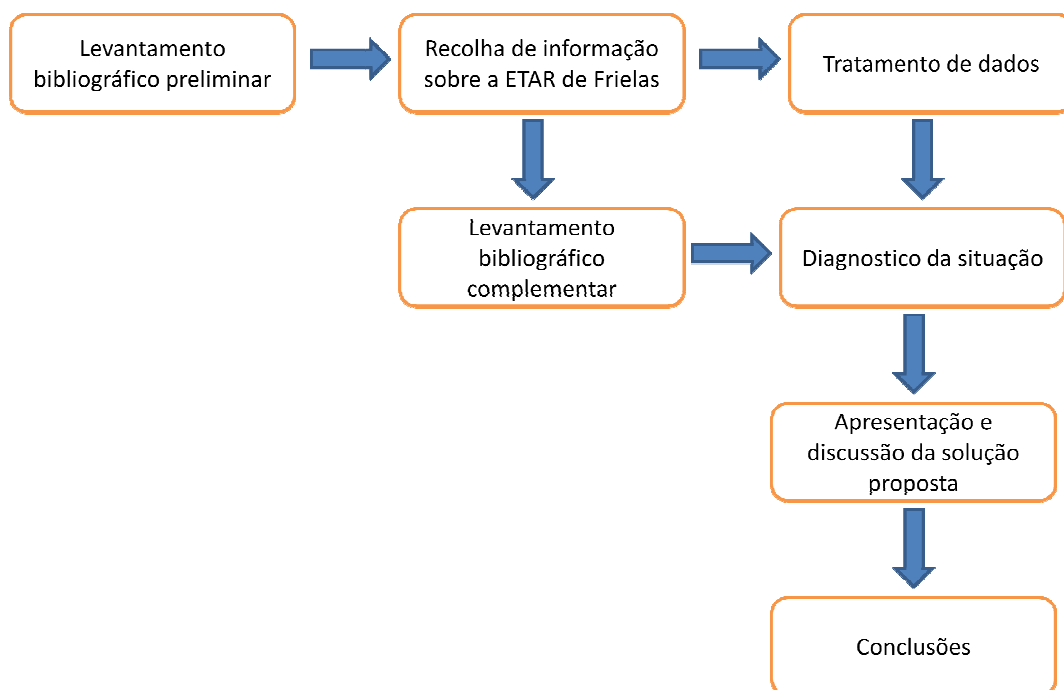 Levantamento
bibliográfico preliminar
Recolha de informação
sobre a ETAR de Frielas
Tratamento de dados
Levantamento
bibliográfico
complementar
Diagnostico da situação
Apresentação e
discussão da solução
proposta
Conclusões